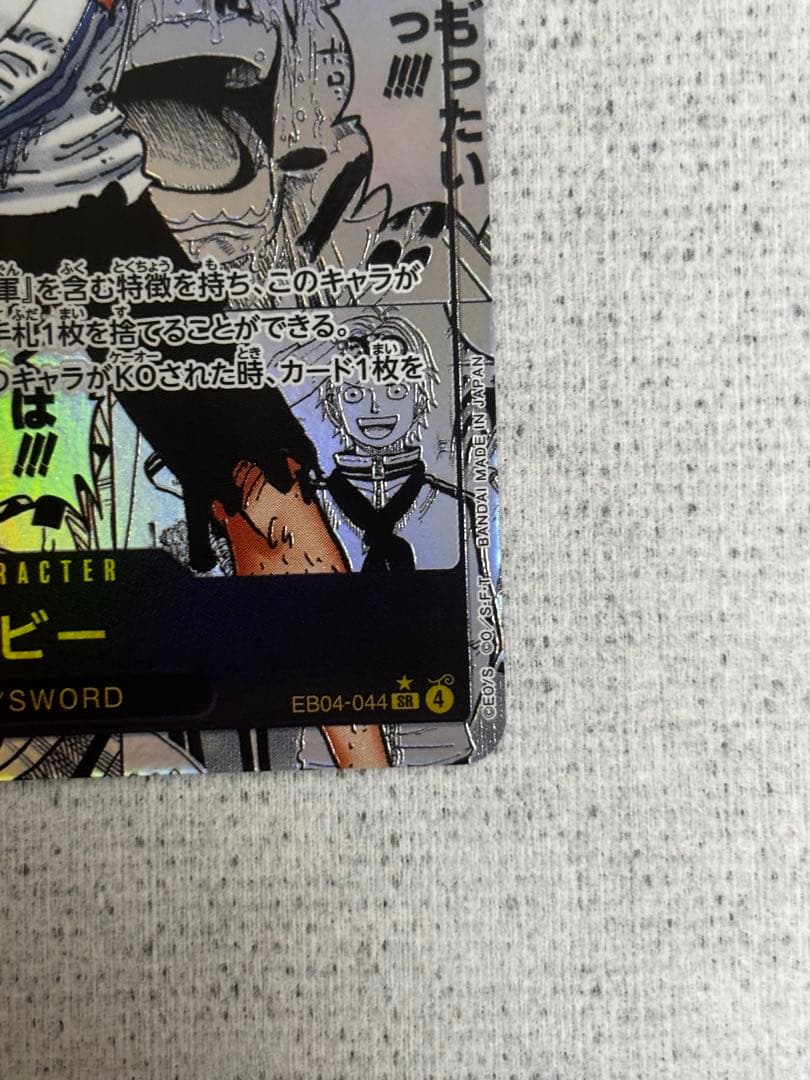 もったい
っ!!!!
軍』を含む特徴を持ち、このキャラが
手札1枚を捨てることができる。
のキャラがKOされた時、カード1枚を
は!!!
RACTER
ビー
/SWORD
EB04-044 SR 4
©EO/S ©O/S・F・T — BANDAI MADE IN JAPAN